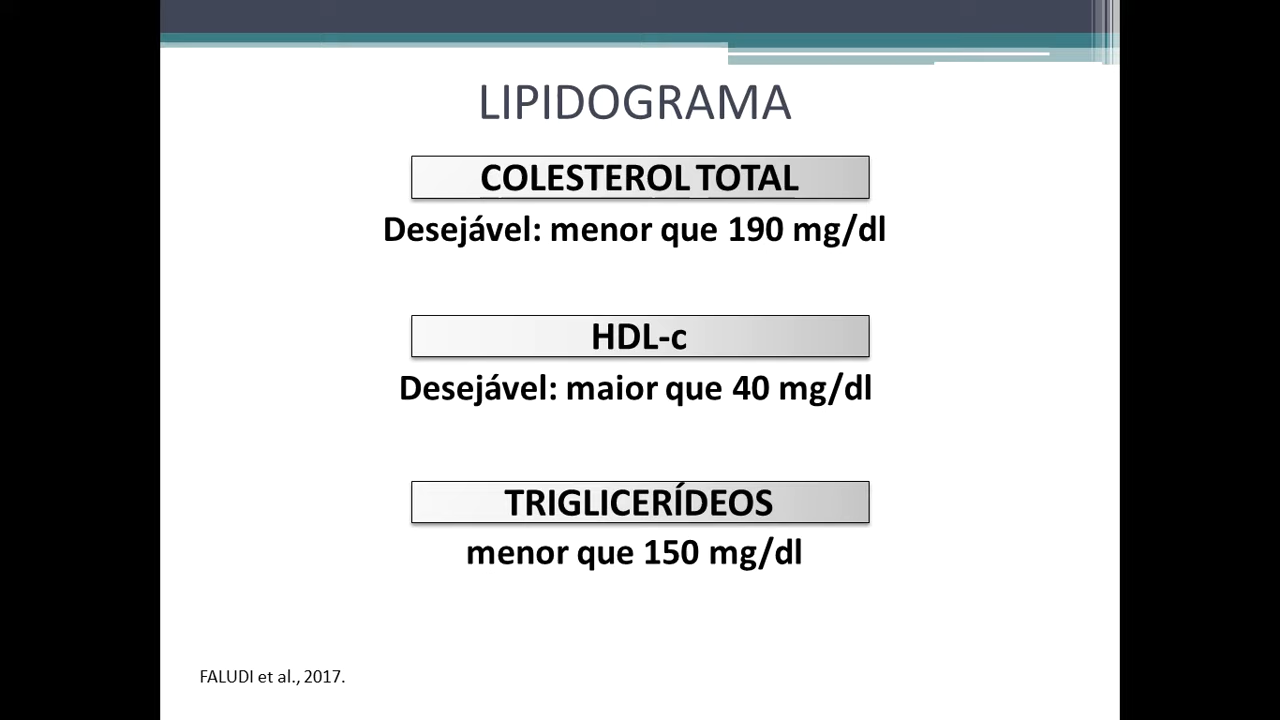 LIPIDOGRAMA
COLESTEROL TOTAL
Desejável: menor que 190 mg/dl
HDL-c
Desejável: maior que 40 mg/dl
TRIGLICERÍDEOS
menor que 150 mg/dl
FALUDI et al., 2017.